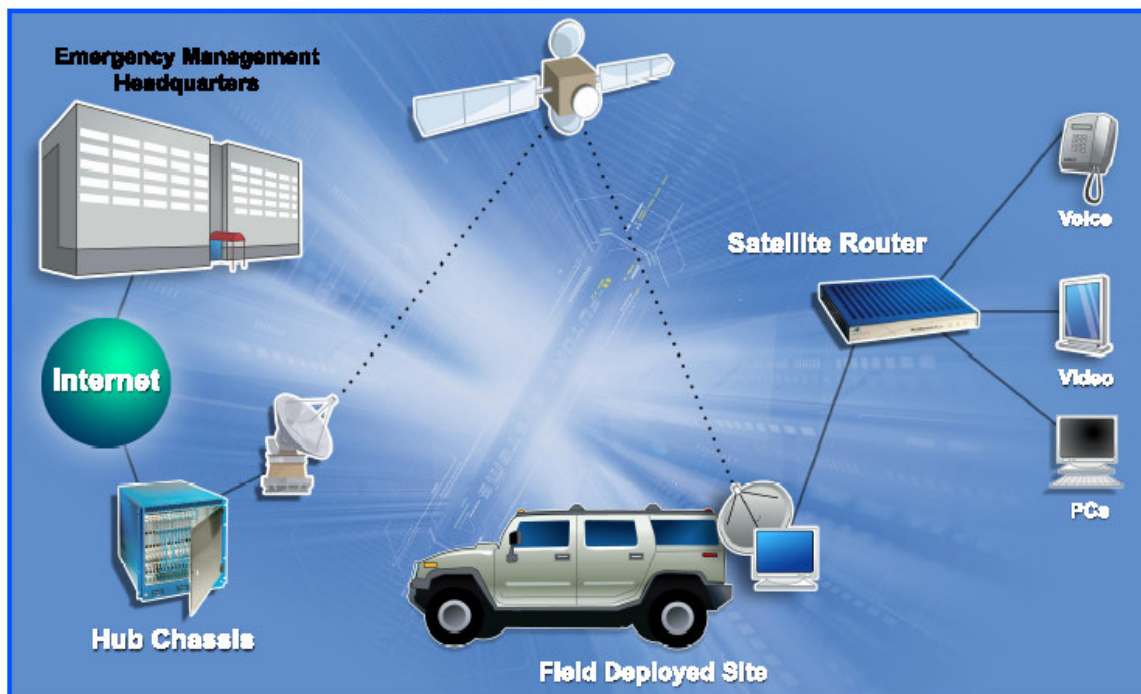 Emergency Management
Headquarters
Satellite Router
Voice
Internet
Video
PCs
Hub Chassis
Field Deployed Site